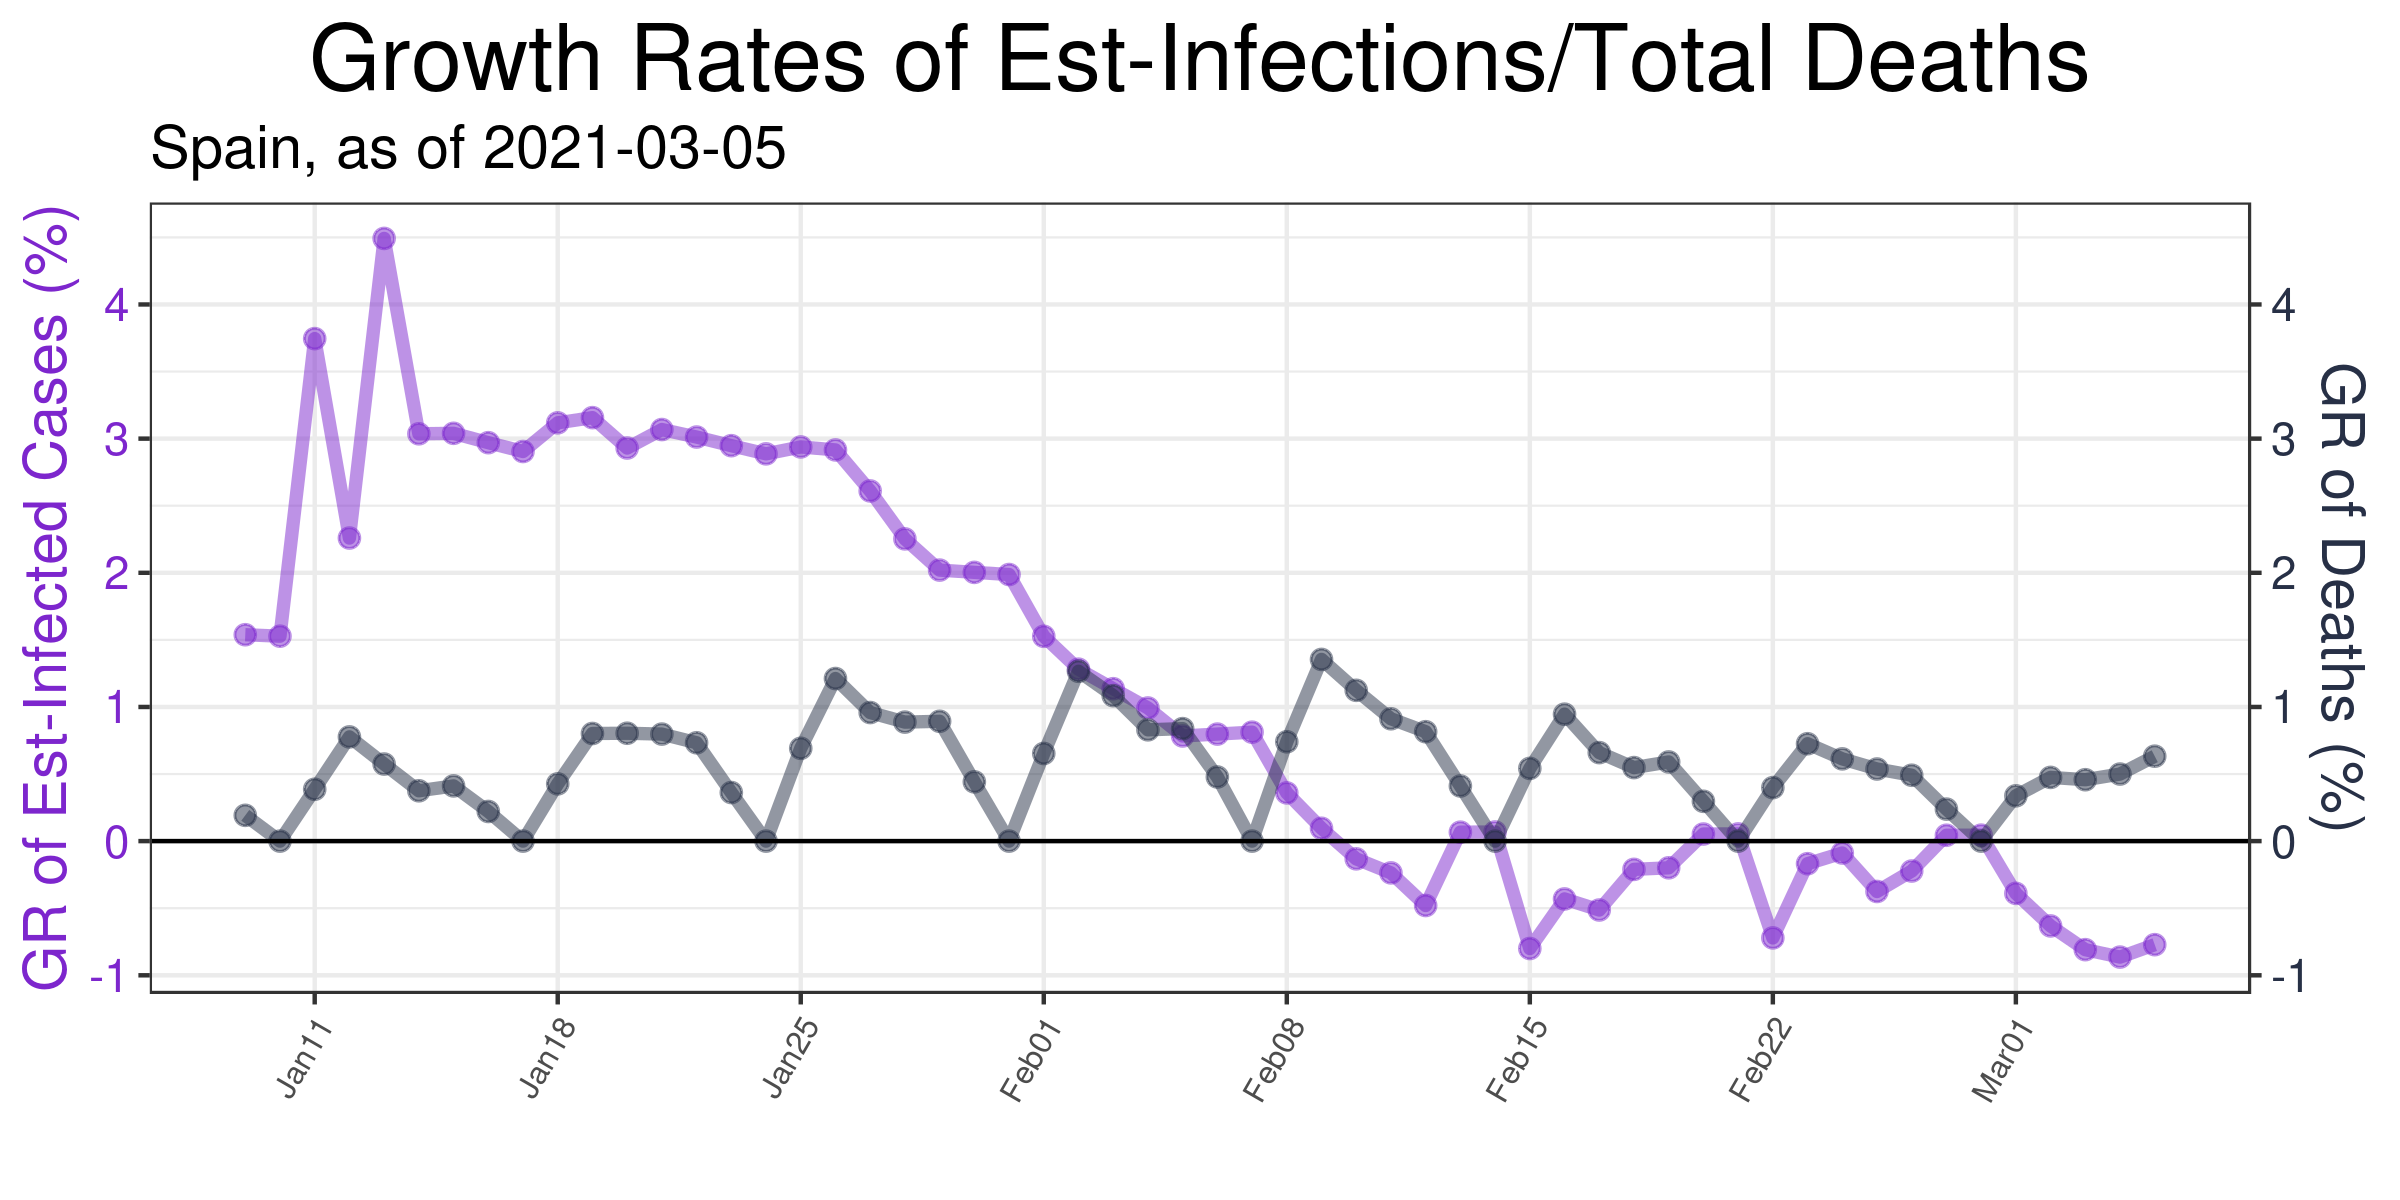 Growth Rates of Est-Infections/Total Deaths
Spain, as of 2021-03-05
GR of Est-Infected Cases (%)
4
3
2
1
0
-1
4
3
2
1
0
-1
GR of Deaths (%)
Jan11
Jan18
Jan25
Feb01
Feb08
Feb15
Feb22
Mar01